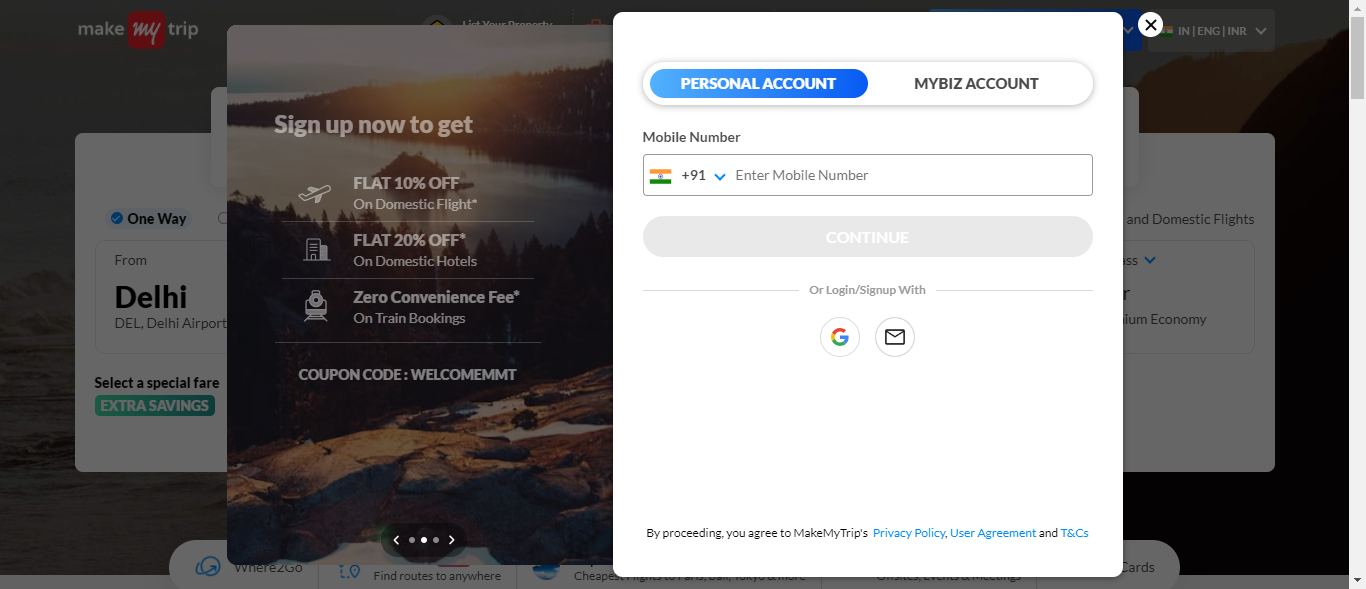 make my trip
List Your Property
IN | ENG | INR
Sign up now to get
FLAT 10% OFF
On Domestic Flight*
FLAT 20% OFF*
On Domestic Hotels
Zero Convenience Fee*
On Train Bookings
COUPON CODE : WELCOMEMMT
PERSONAL ACCOUNT
MYBIZ ACCOUNT
Mobile Number
+91 Enter Mobile Number
CONTINUE
Or Login/Signup With
By proceeding, you agree to MakeMyTrip's Privacy Policy, User Agreement and T&Cs
One Way
and Domestic Flights
From
Delhi
DEL, Delhi Airport
Economy
Select a special fare
EXTRA SAVINGS
Where2Go
Find routes to anywhere
Cheapest Flights to Paris, Bali, Tokyo & more
Offsites, Events & Meetings
Cards